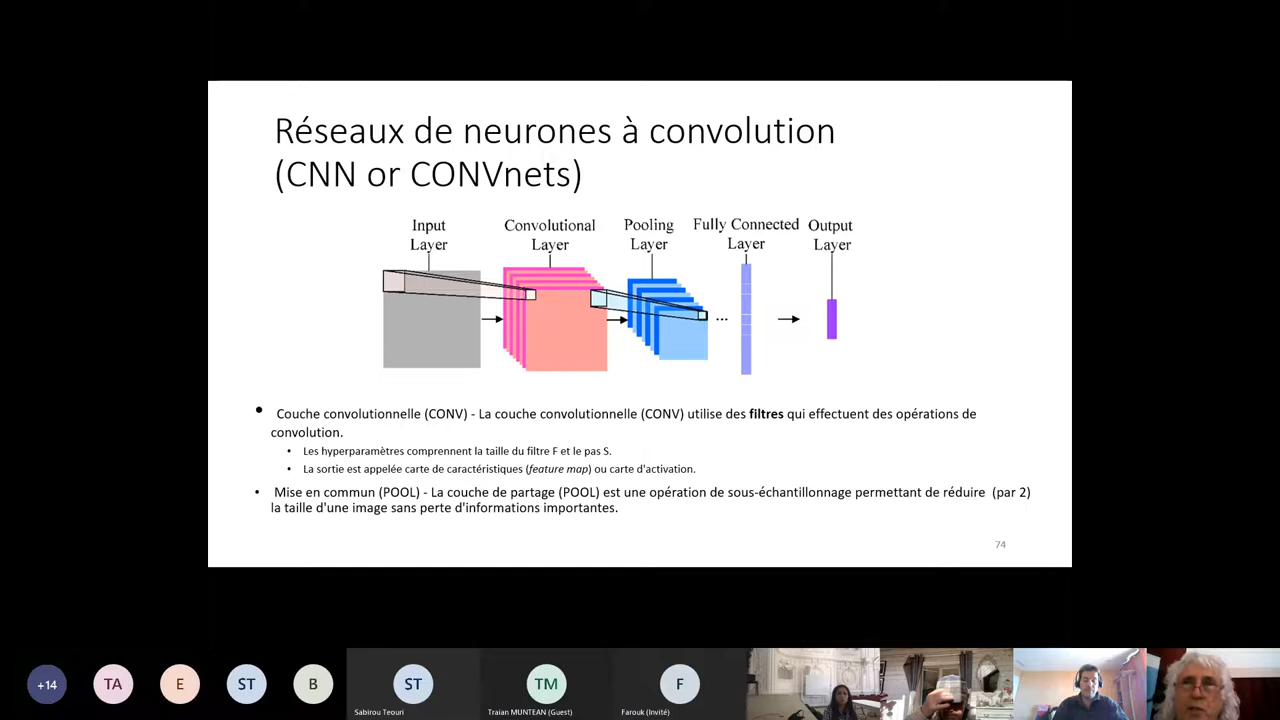 Réseaux de neurones à convolution
(CNN or CONVnets)
Input Layer
Convolutional Layer
Pooling Layer
Fully Connected Layer
Output Layer
...
• Couche convolutionnelle (CONV) - La couche convolutionnelle (CONV) utilise des filtres qui effectuent des opérations de
convolution.
• Les hyperparamètres comprennent la taille du filtre F et le pas S.
• La sortie est appelée carte de caractéristiques (feature map) ou carte d'activation.
• Mise en commun (POOL) - La couche de partage (POOL) est une opération de sous-échantillonnage permettant de réduire (par 2)
la taille d'une image sans perte d'informations importantes.
74
+14
TA
E
ST
B
ST
Sabirou Teouri
TM
Traian MUNTEAN (Guest)
F
Farouk (Invité)